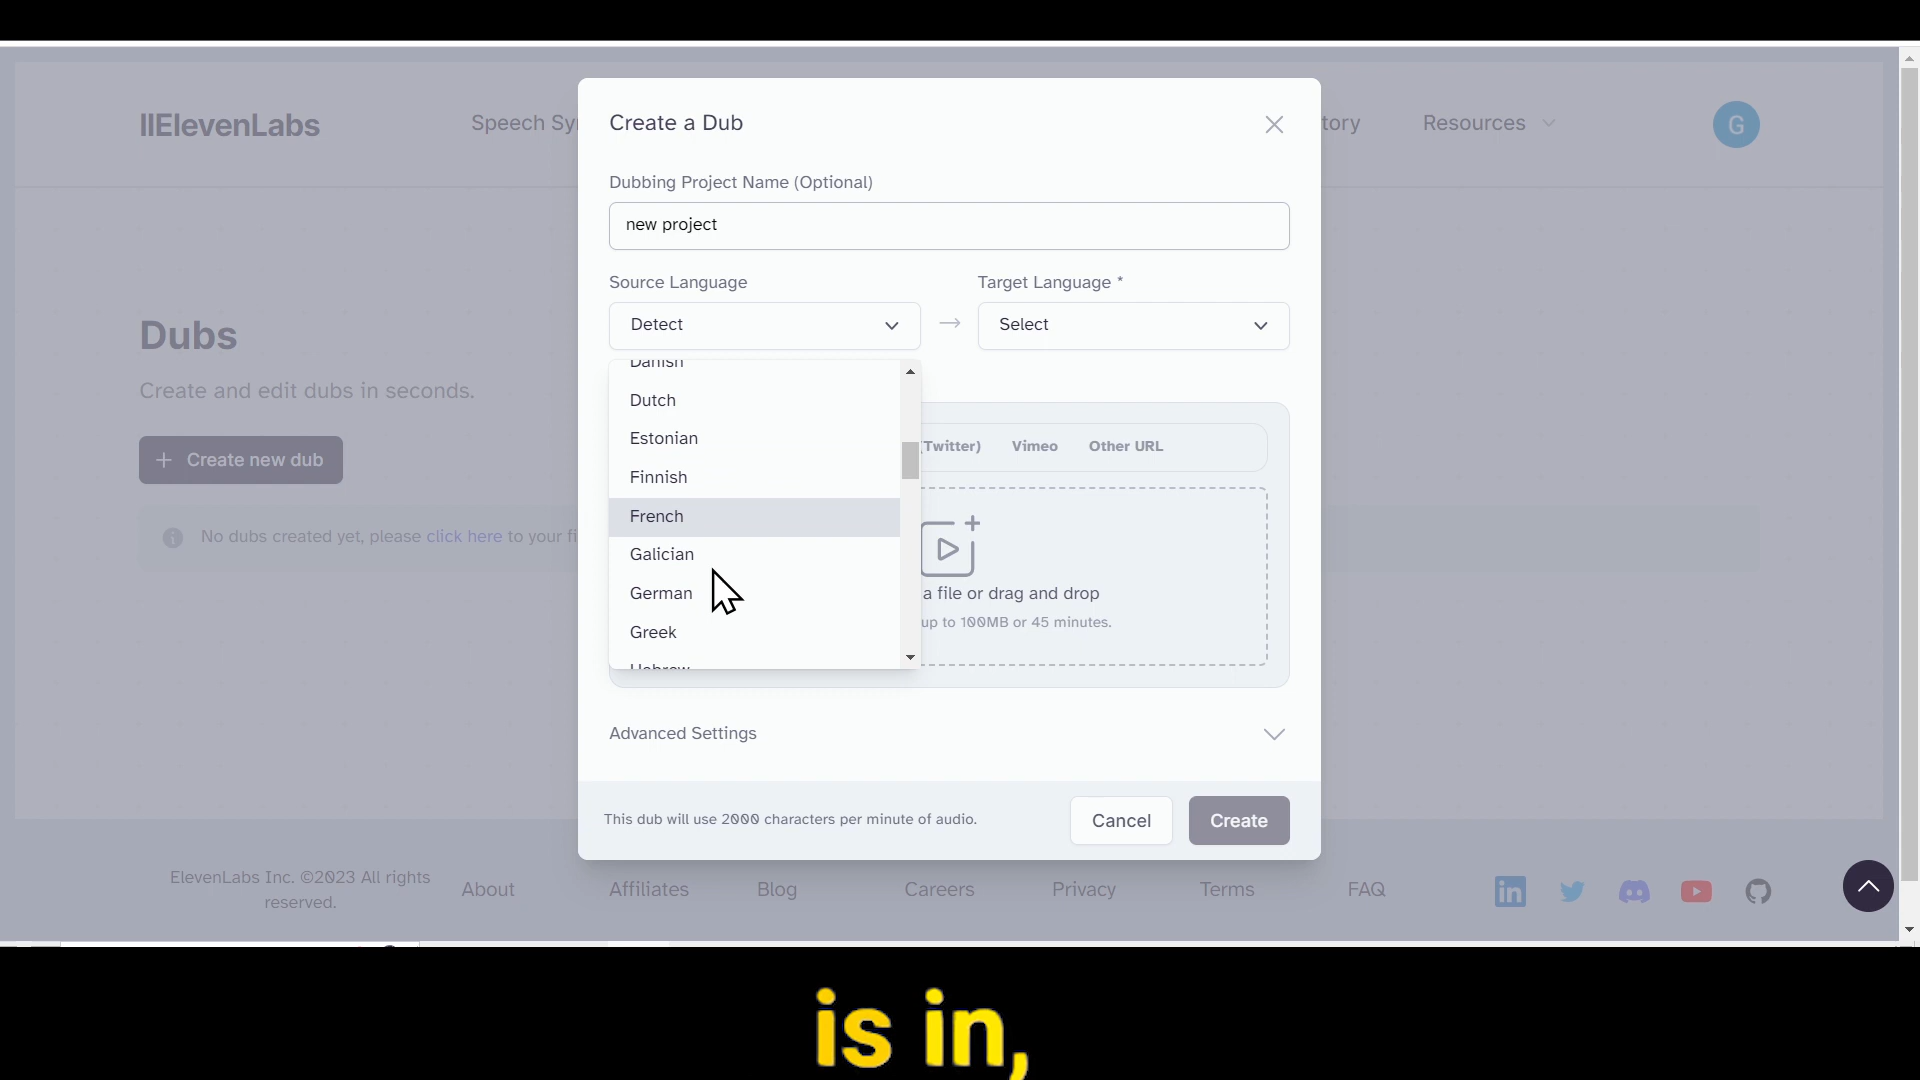 IIElevenLabs
Speech Sy
tory
Resources
G
Create a Dub
Dubbing Project Name (Optional)
new project
Source Language
Target Language *
Detect
Select
Danish
Dutch
Estonian
Finnish
French
Galician
German
Greek
Hebrew
(Twitter)
Vimeo
Other URL
a file or drag and drop
up to 100MB or 45 minutes.
Dubs
Create and edit dubs in seconds.
+ Create new dub
No dubs created yet, please click here to your fi
Advanced Settings
This dub will use 2000 characters per minute of audio.
Cancel
Create
ElevenLabs Inc. ©2023 All rights
reserved.
About
Affiliates
Blog
Careers
Privacy
Terms
FAQ
in
is in,